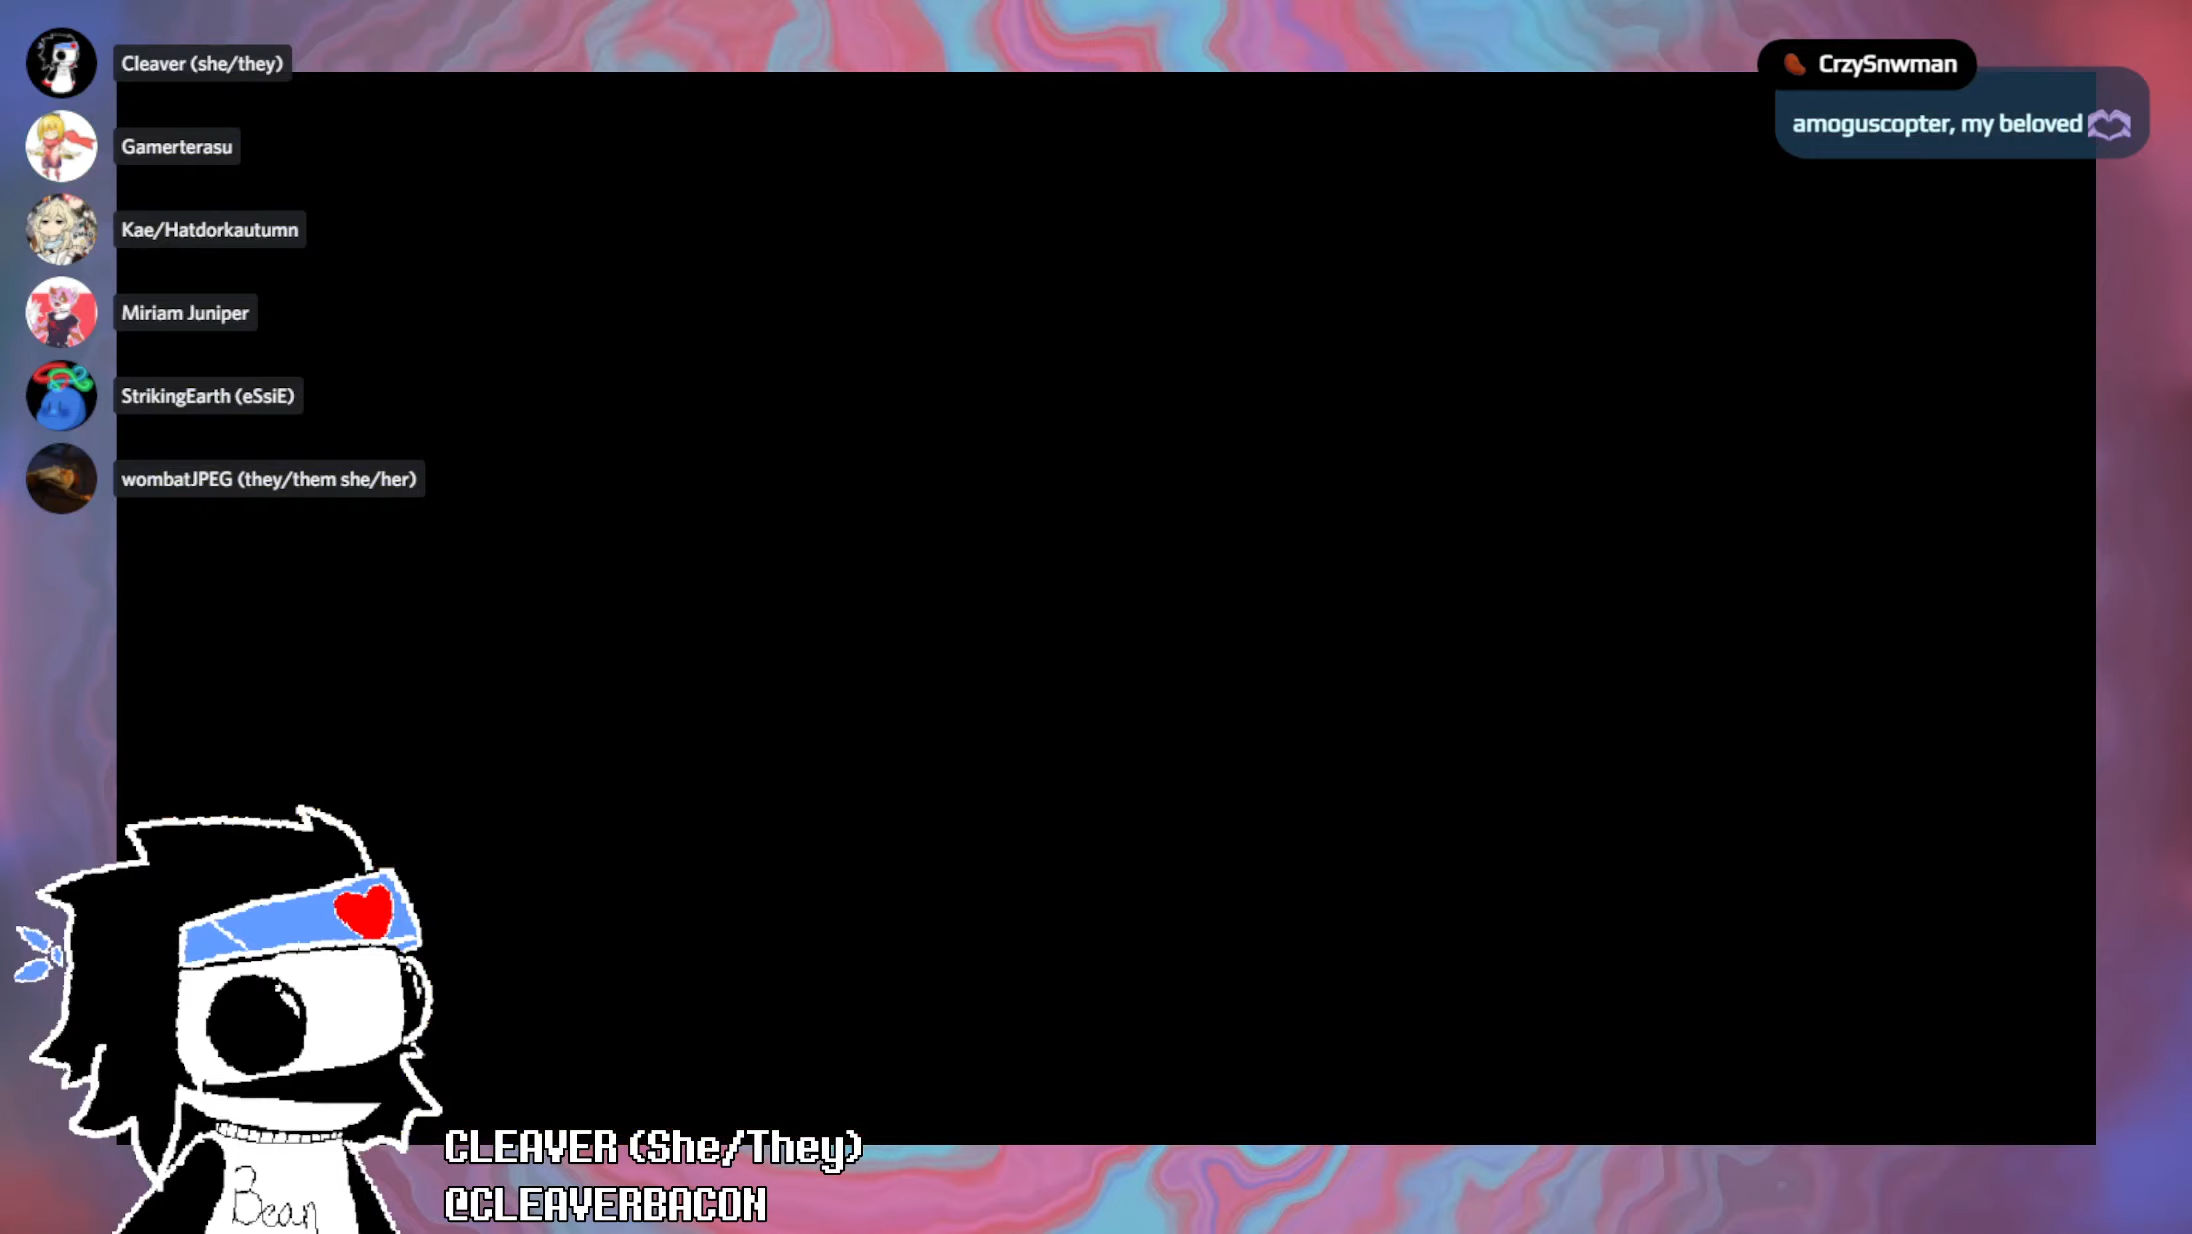 Cleaver (she/they)
Gamerterasu
Kae/Hatdorkautumn
Miriam Juniper
StrikingEarth (eSsiE)
wombatJPEG (they/them she/her)
CrzySnwman
amoguscopter, my beloved
Bean
CLEAVER (She/They)
@CLEAVERBACON